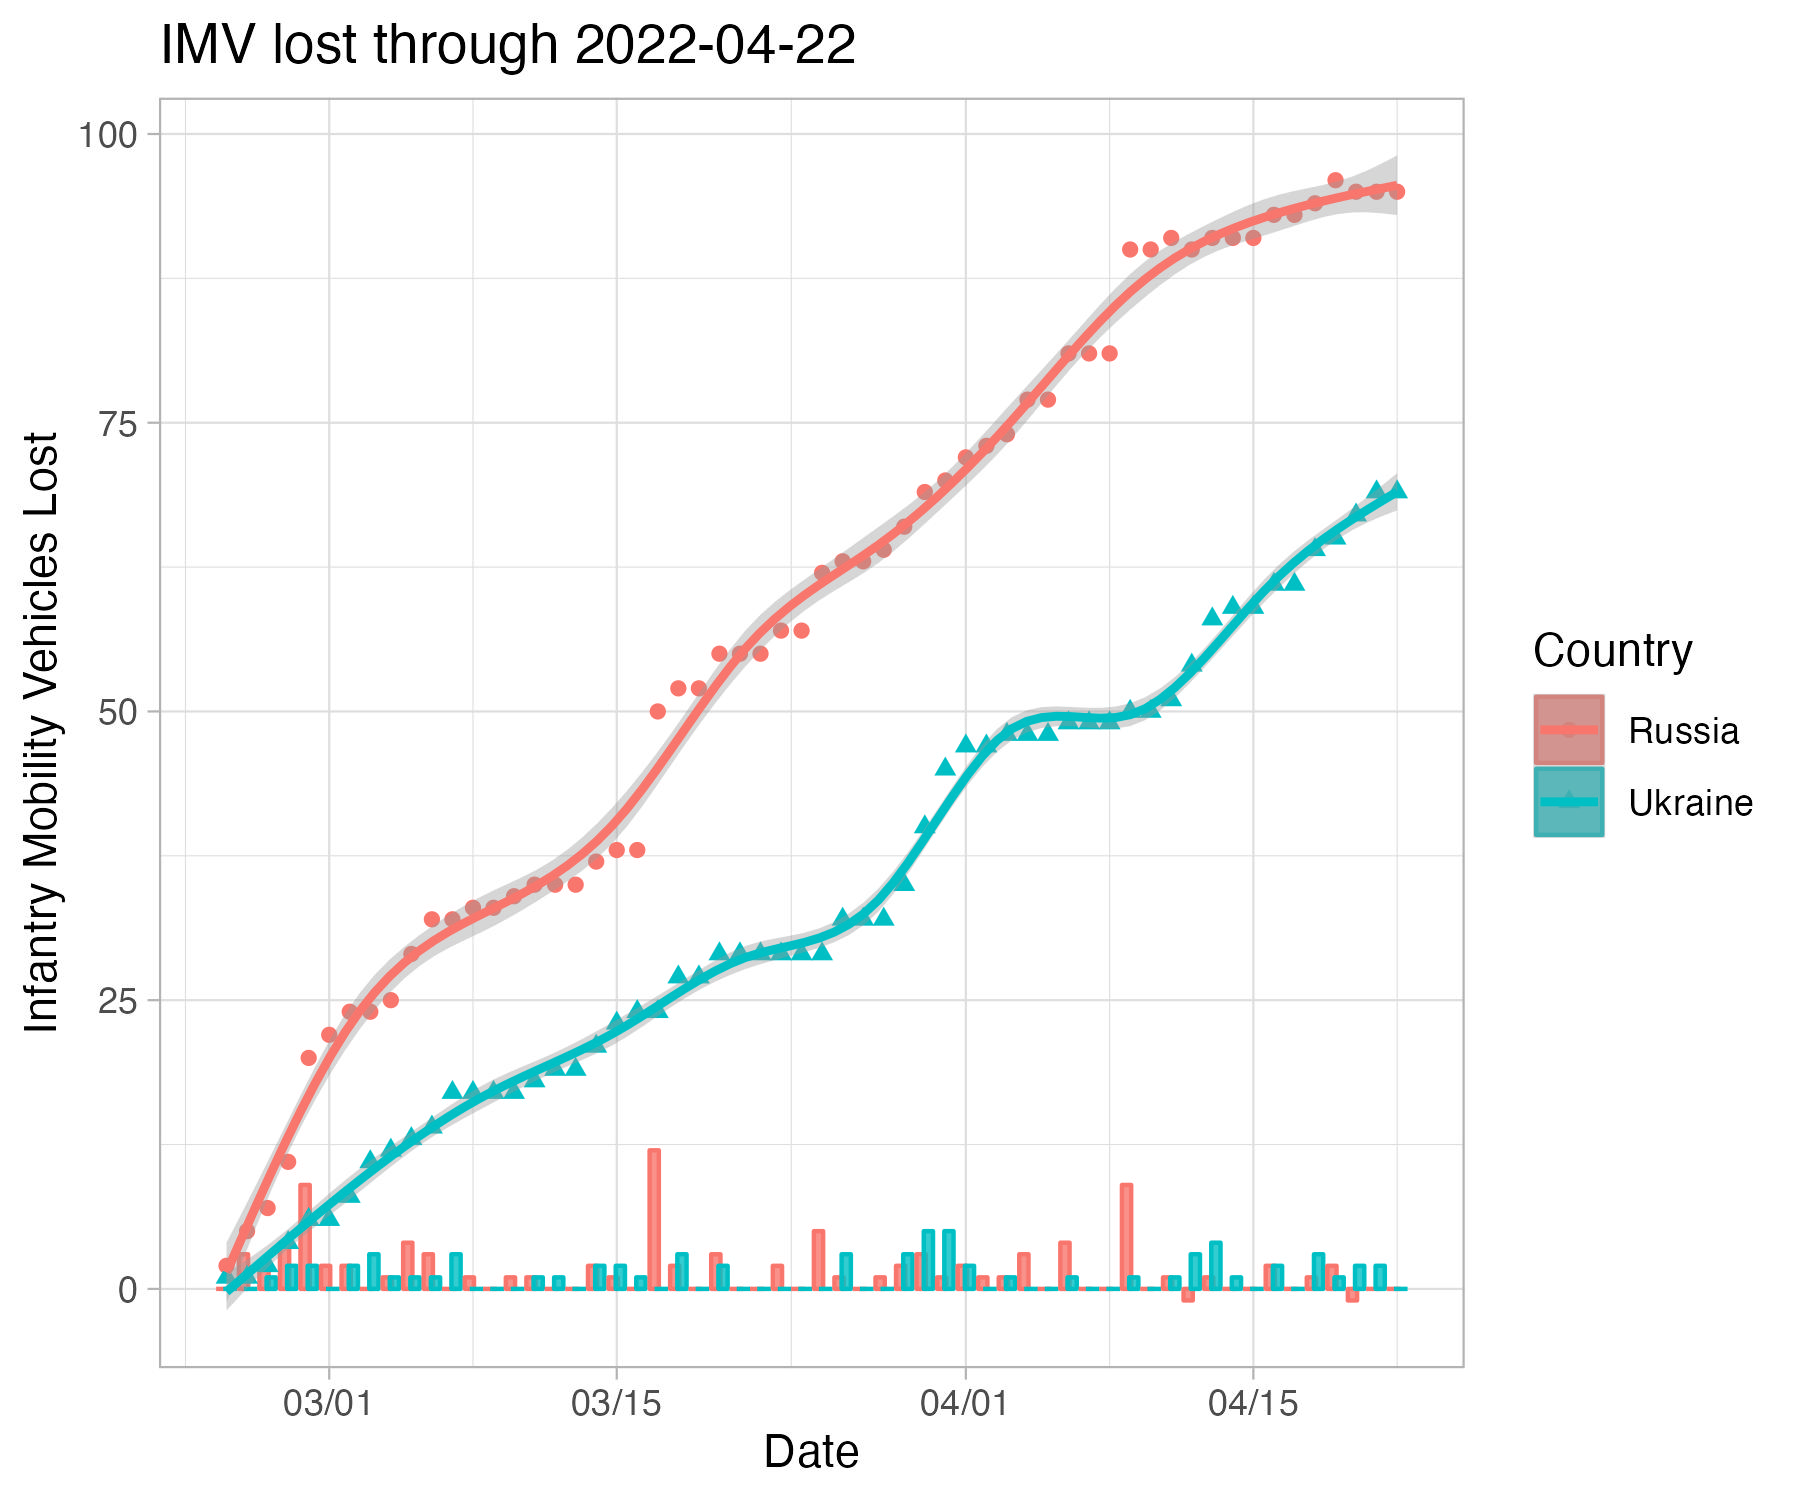 IMV lost through 2022-04-22
Infantry Mobility Vehicles Lost
100
75
50
25
0
03/01
03/15
04/01
04/15
Date
Country
Russia
Ukraine